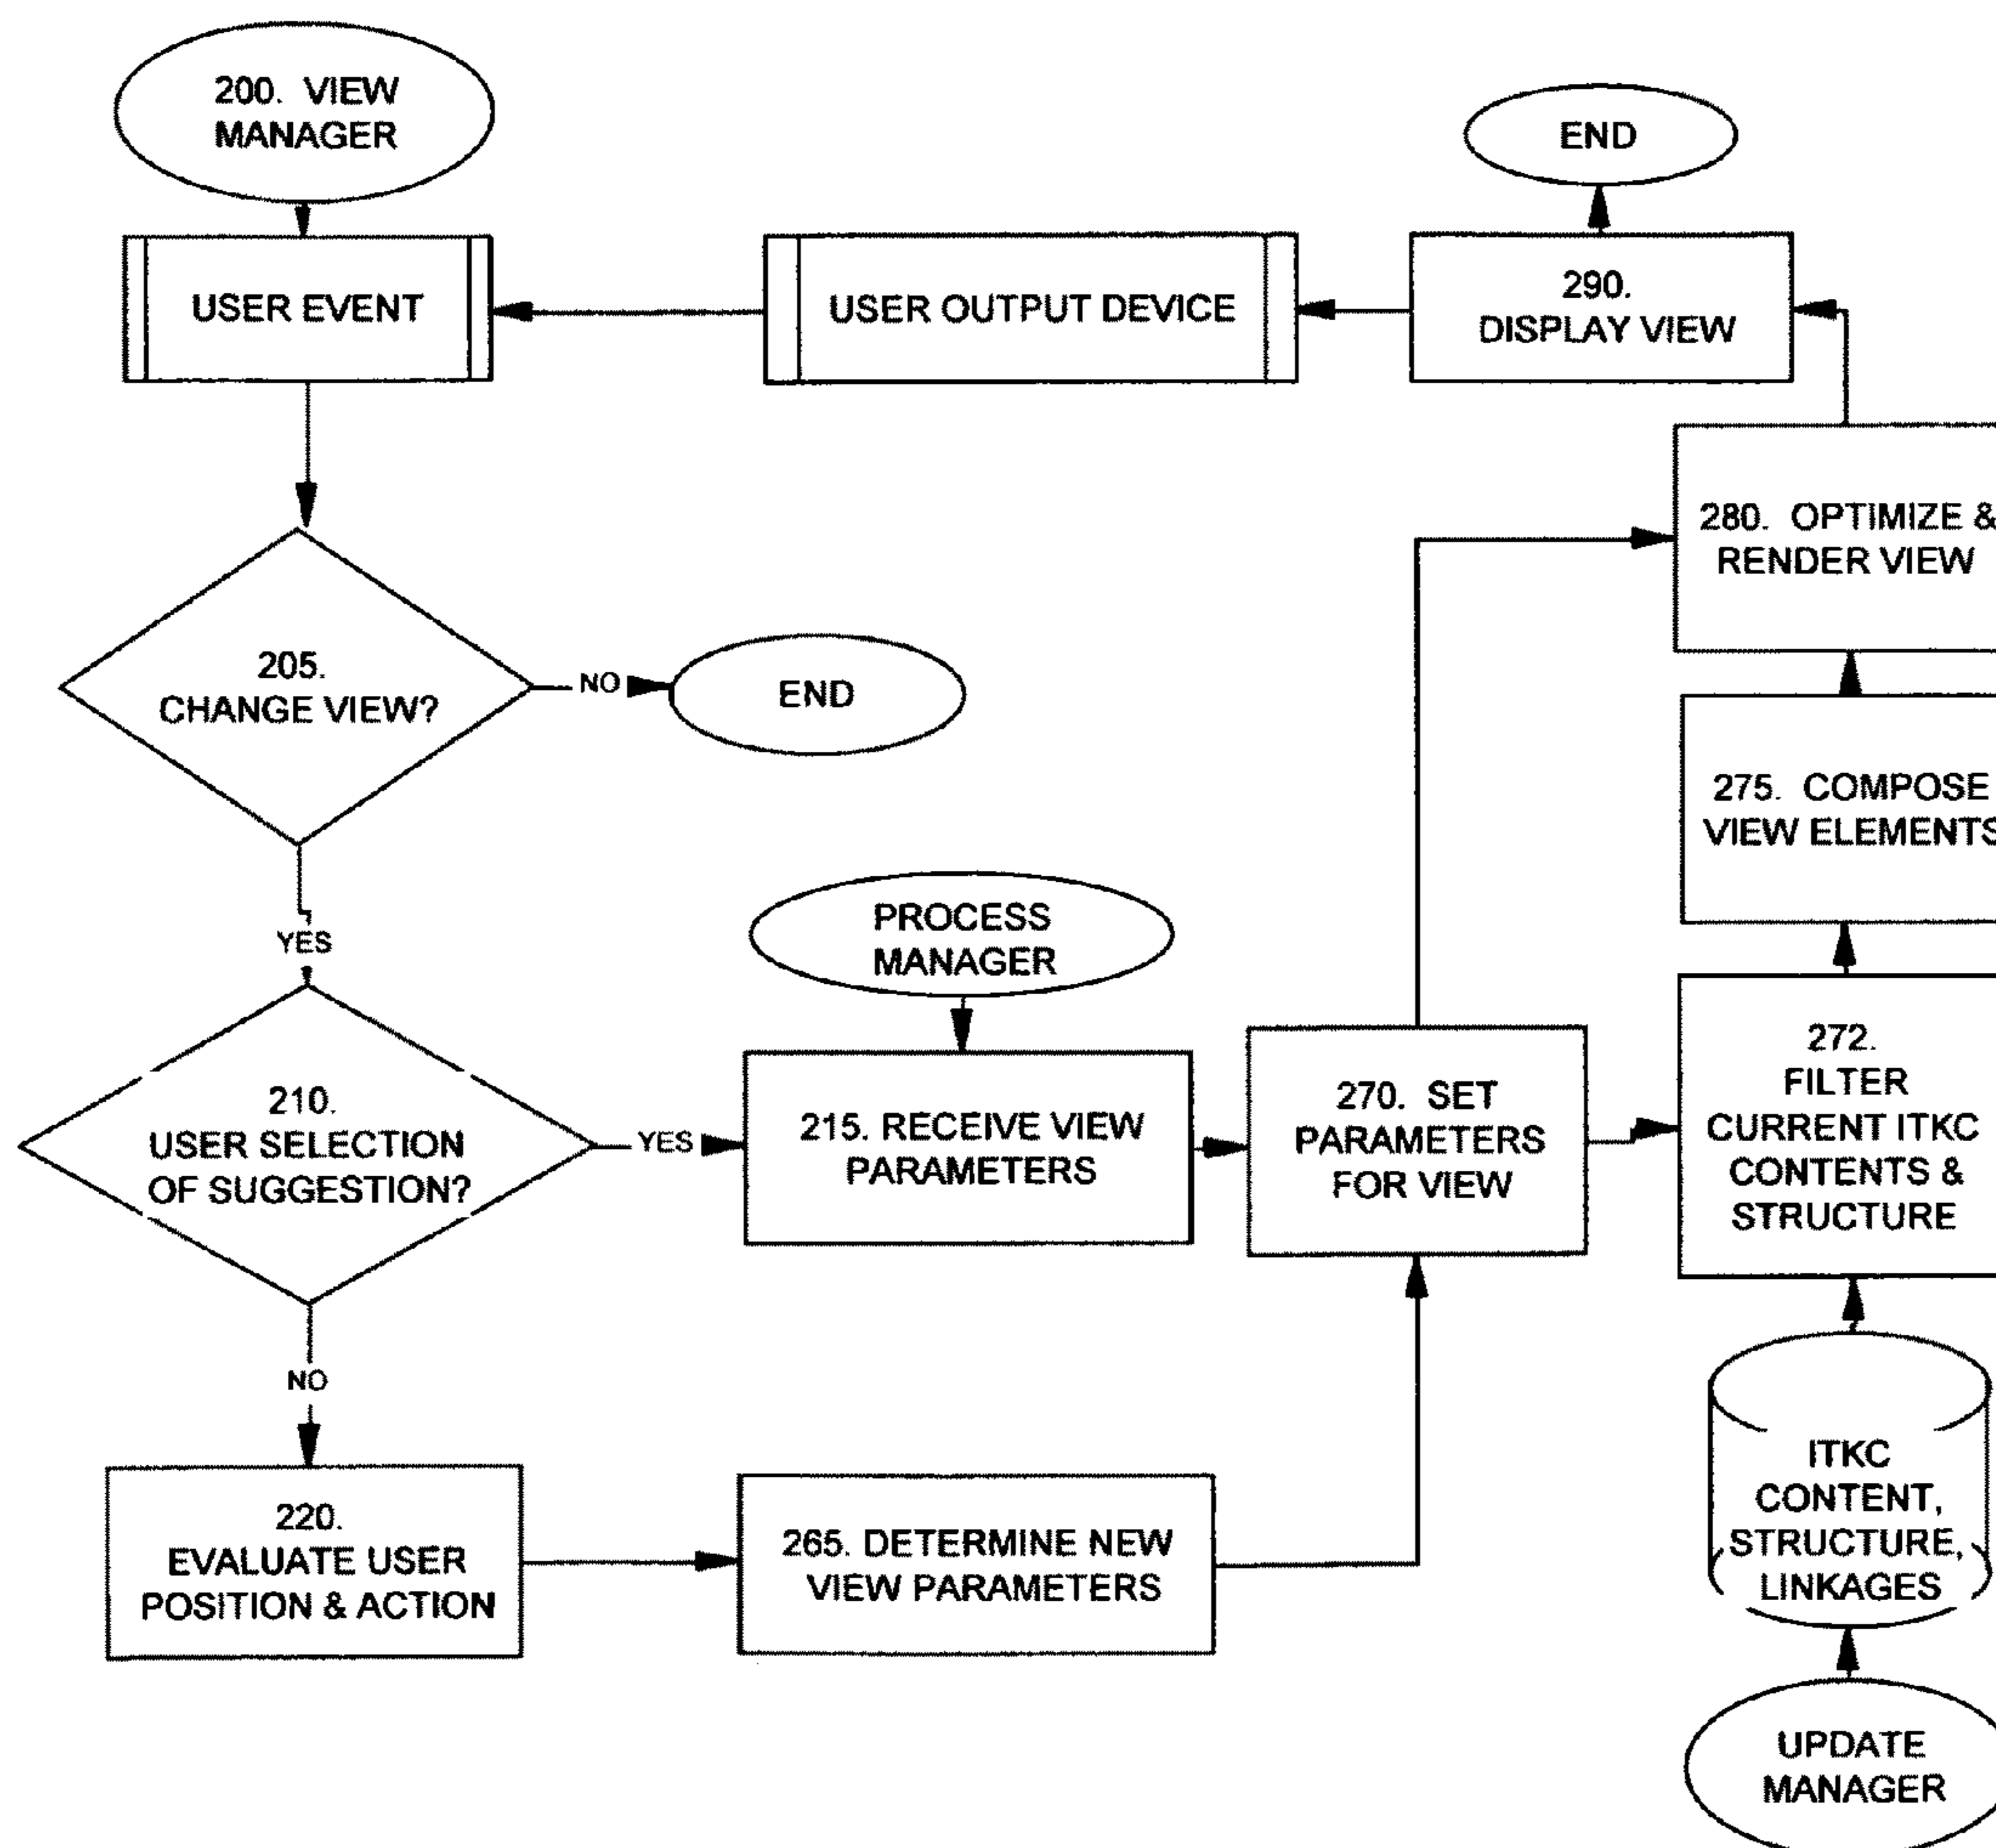 200. VIEW
MANAGER
END
USER EVENT
USER OUTPUT DEVICE
290.
DISPLAY VIEW
280. OPTIMIZE &
RENDER VIEW
205.
CHANGE VIEW?
NO
END
275. COMPOSE
VIEW ELEMENTS
YES
PROCESS
MANAGER
210.
USER SELECTION
OF SUGGESTION?
YES
215. RECEIVE VIEW
PARAMETERS
270. SET
PARAMETERS
FOR VIEW
272.
FILTER
CURRENT ITKC
CONTENTS &
STRUCTURE
NO
ITKC
CONTENT,
STRUCTURE,
LINKAGES
220.
EVALUATE USER
POSITION & ACTION
265. DETERMINE NEW
VIEW PARAMETERS
UPDATE
MANAGER